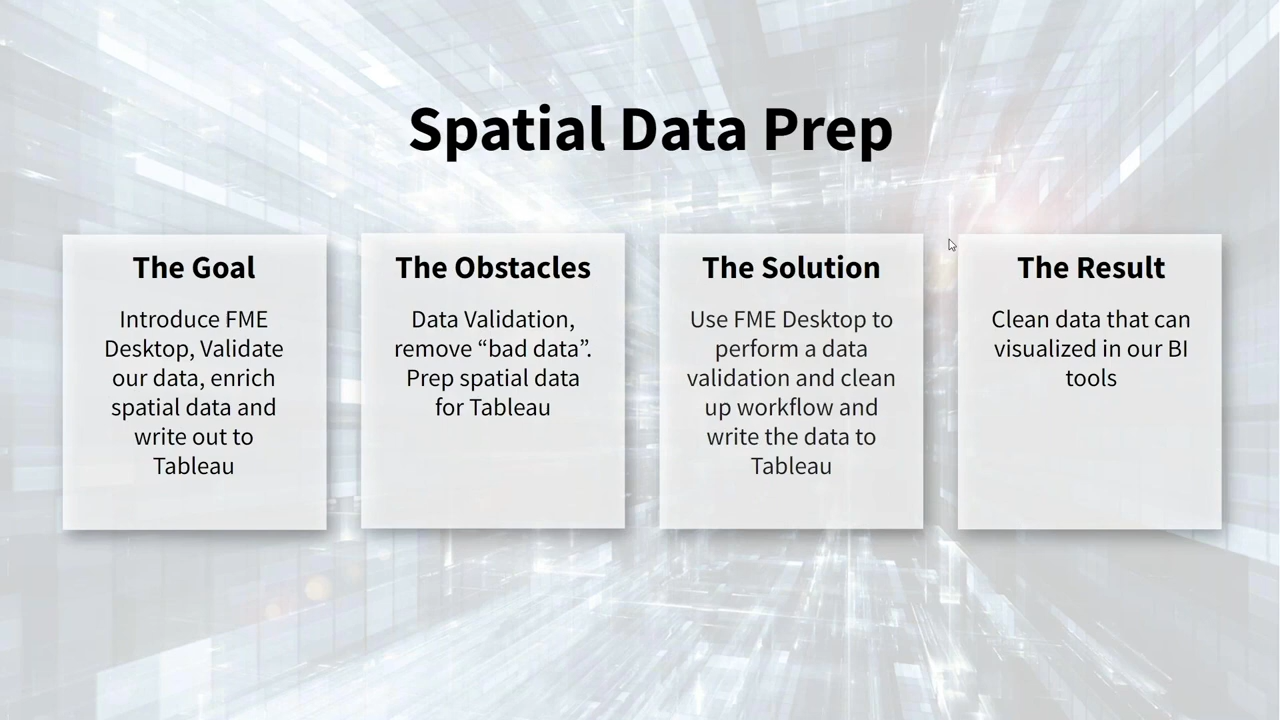 Spatial Data Prep
The Goal
Introduce FME
Desktop, Validate
our data, enrich
spatial data and
write out to
Tableau
The Obstacles
Data Validation,
remove “bad data”.
Prep spatial data
for Tableau
The Solution
Use FME Desktop to
perform a data
validation and clean
up workflow and
write the data to
Tableau
The Result
Clean data that can
visualized in our BI
tools